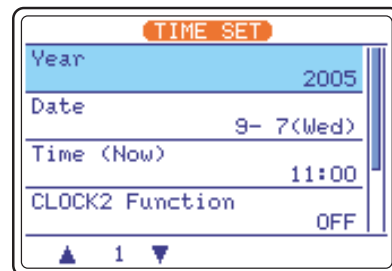 TIME SET
Year
2005
Date
9- 7(Wed)
Time (Now)
11:00
CLOCK2 Function
OFF
▲ 1 ▼